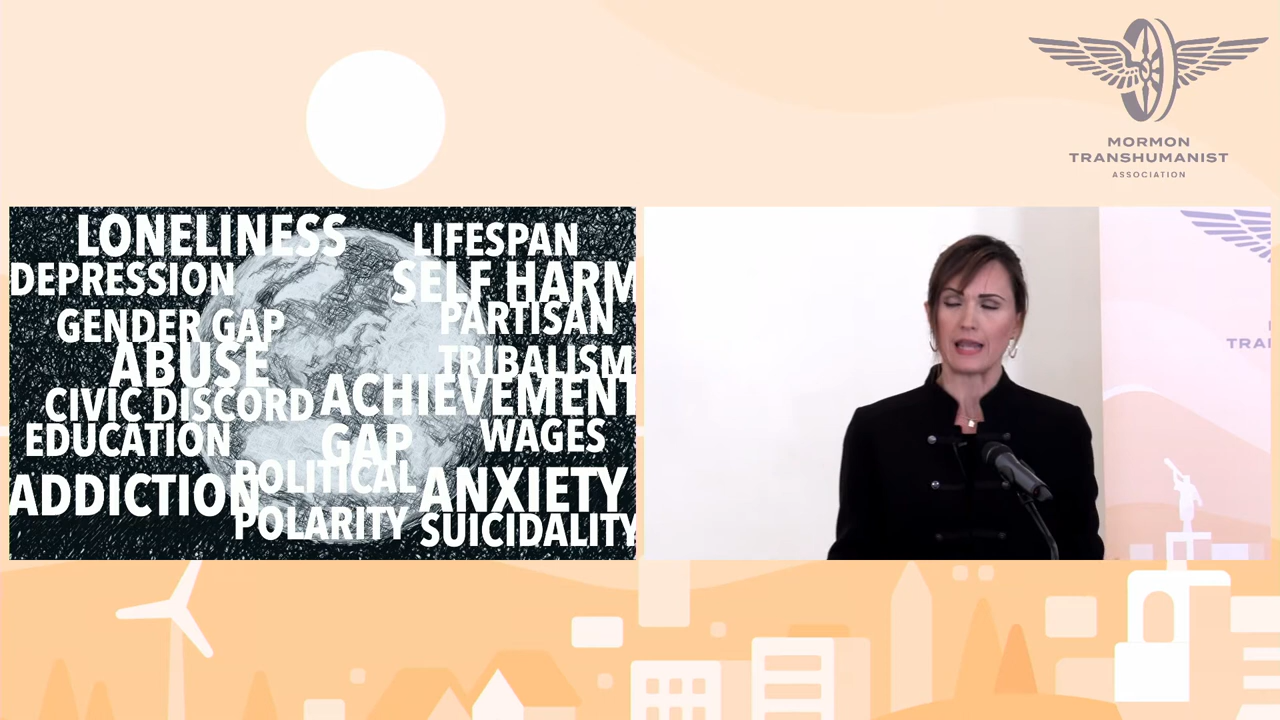 MORMON
TRANSHUMANIST
ASSOCIATION
LONELINESS
LIFESPAN
DEPRESSION
SELF HARM
GENDER GAP
PARTISAN
ABUSE
TRIBALISM
CIVIC DISCORD
ACHIEVEMENT
GAP
EDUCATION
WAGES
POLITICAL
POLARITY
ADDICTION
ANXIETY
SUICIDALITY